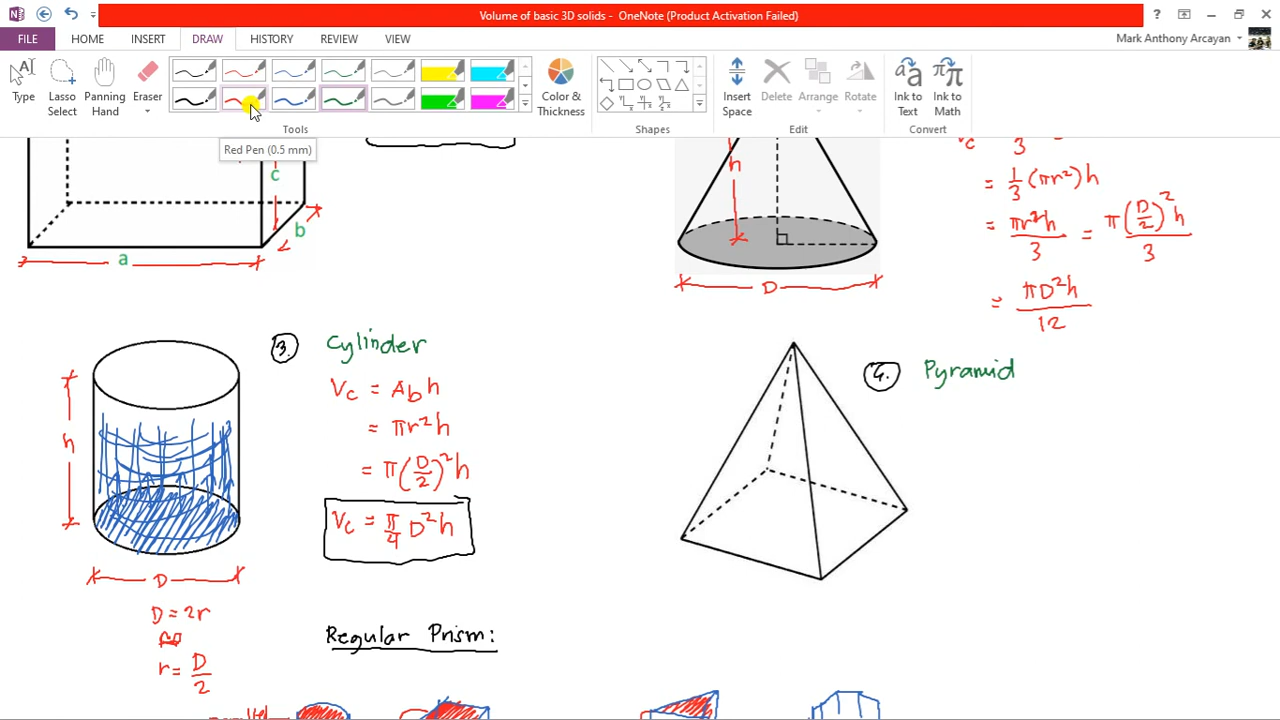 Volume of basic 3D solids - OneNote (Product Activation Failed)
?
FILE HOME INSERT DRAW HISTORY REVIEW VIEW
Mark Anthony Arcayan
Type
Lasso Select
Panning Hand
Eraser
Color & Thickness
Insert Space
Delete
Arrange
Rotate
Ink to Text
Ink to Math
Tools
Shapes
Edit
Convert
Red Pen (0.5 mm)
c
b
a
h
D
Vc
3
= 1/3 (πr²)h
= πr²h/3 = π(D/2)²h/3
= πD²h/12
3. Cylinder
h
Vc = Abh
= πr²h
= π(D/2)²h
Vc = π/4 D²h
D
D = 2r
r = D/2
4. Pyramid
Regular Prism: